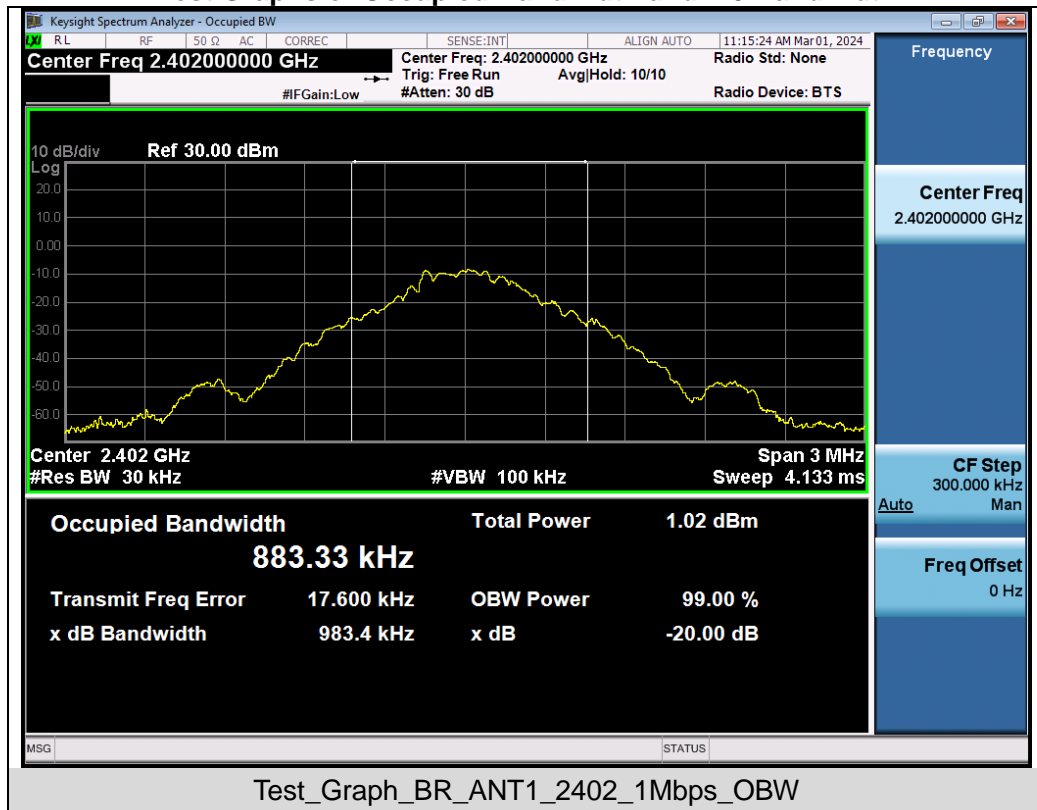 Keysight Spectrum Analyzer - Occupied BW
LXI RL RF 50 Ω AC CORREC SENSE:INT ALIGN AUTO 11:15:24 AM Mar 01, 2024
Center Freq 2.402000000 GHz
Center Freq: 2.402000000 GHz Radio Std: None
Trig: Free Run Avg|Hold: 10/10
#IFGain:Low #Atten: 30 dB Radio Device: BTS
10 dB/div Ref 30.00 dBm
Log
20.0
10.0
0.00
-10.0
-20.0
-30.0
-40.0
-50.0
-60.0
Center 2.402 GHz Span 3 MHz
#Res BW 30 kHz #VBW 100 kHz Sweep 4.133 ms
Occupied Bandwidth Total Power 1.02 dBm
883.33 kHz
Transmit Freq Error 17.600 kHz OBW Power 99.00 %
x dB Bandwidth 983.4 kHz x dB -20.00 dB
MSG STATUS
Frequency
Center Freq
2.402000000 GHz
CF Step
300.000 kHz
Auto Man
Freq Offset
0 Hz
Test_Graph_BR_ANT1_2402_1Mbps_OBW